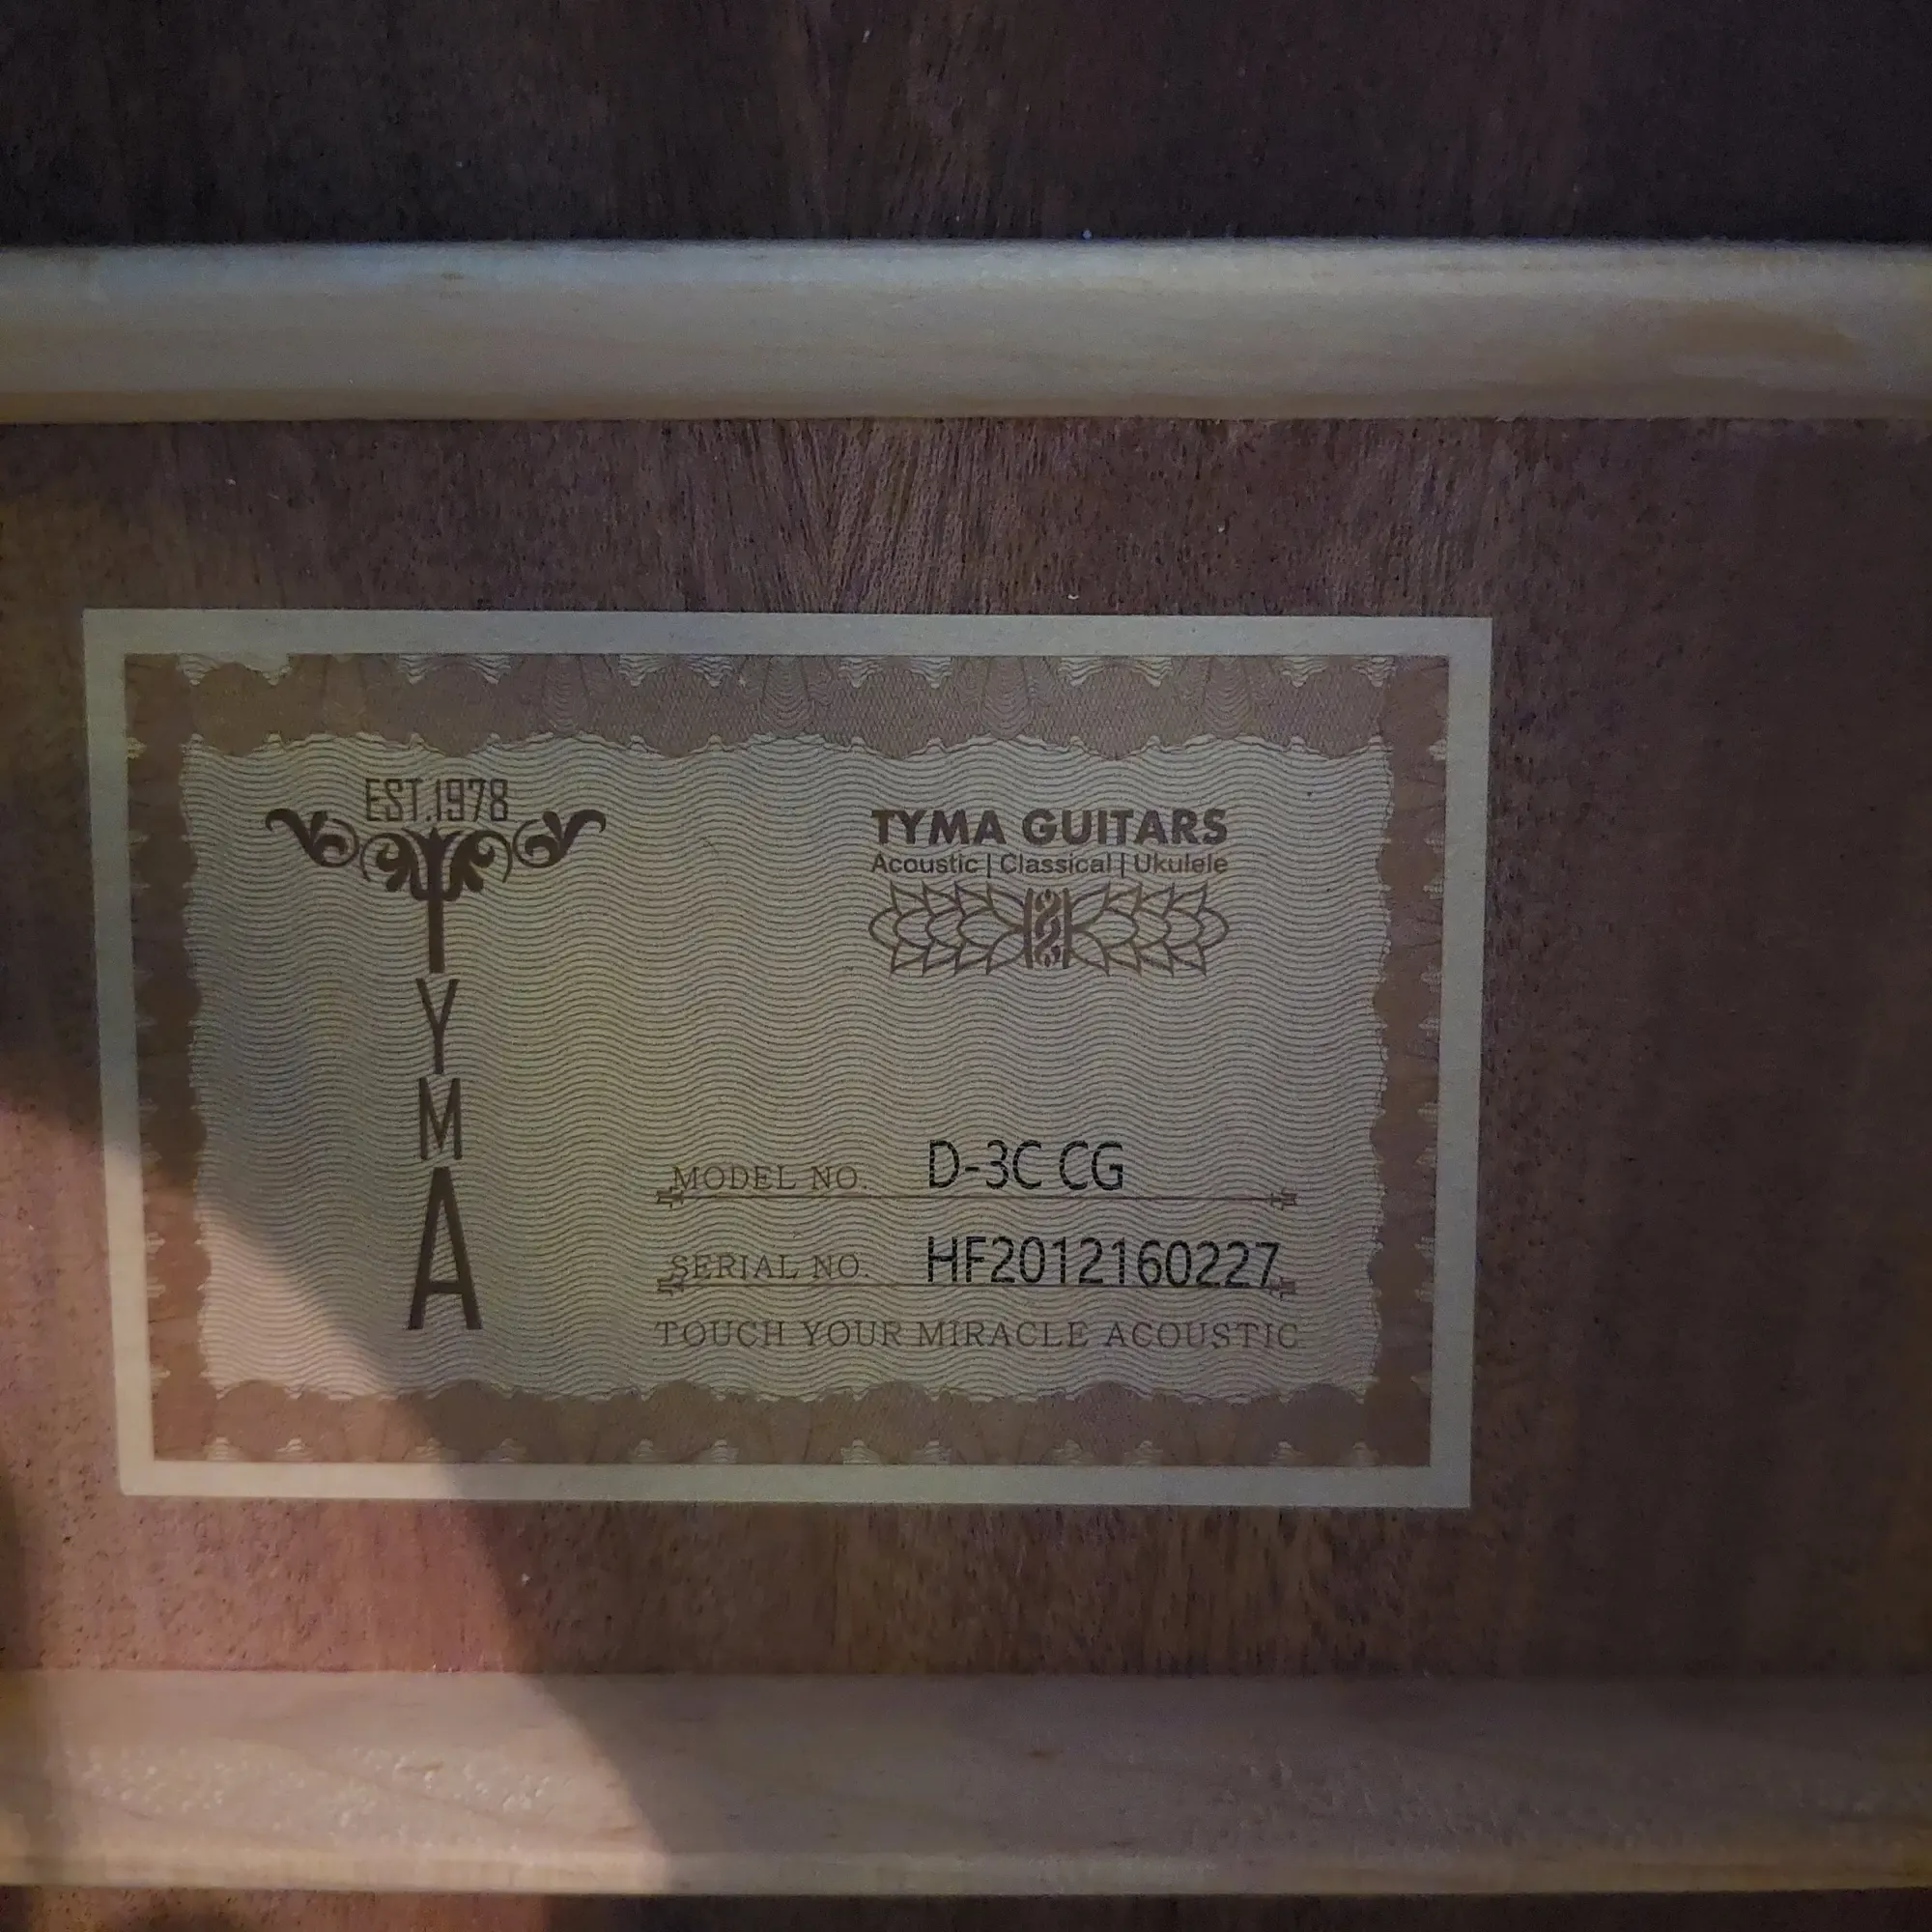 EST.1978
TYMA
TYMA GUITARS
Acoustic | Classical | Ukulele
MODEL NO. D-3C CG
SERIAL NO. HF2012160227
TOUCH YOUR MIRACLE ACOUSTIC